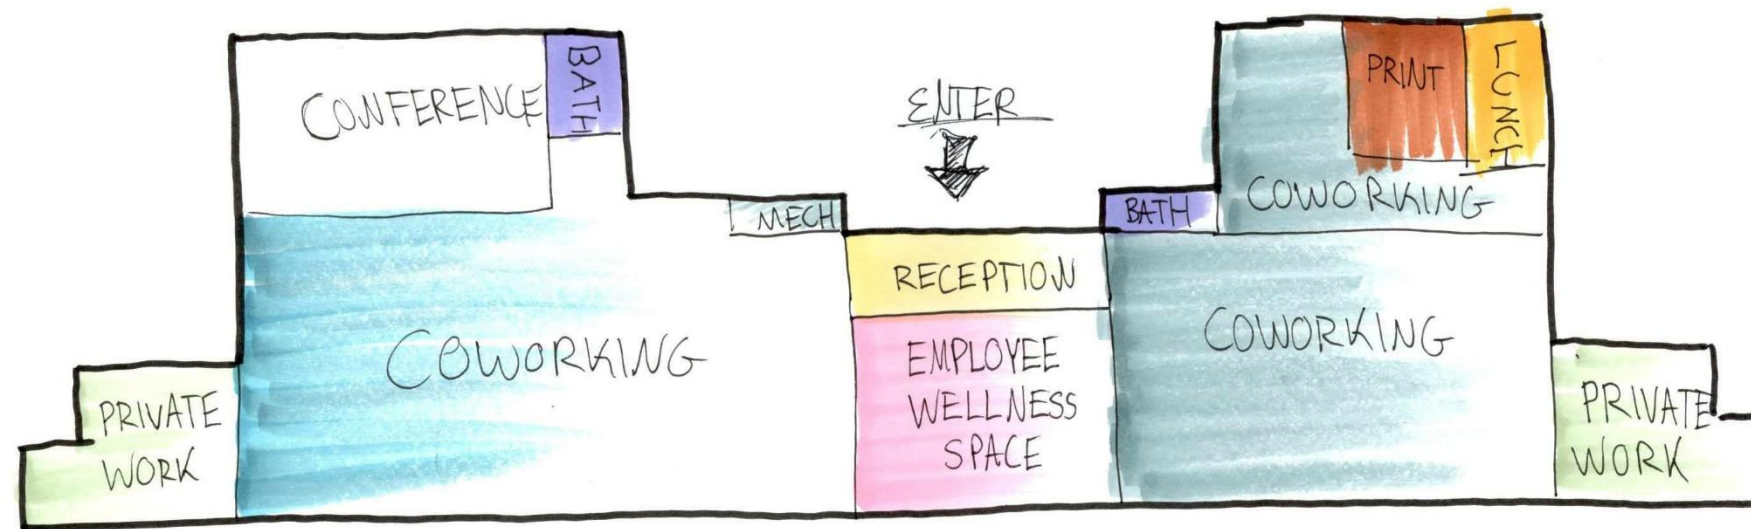 CONFERENCE
BATH
ENTER
PRINT
LUNCH
MECH
BATH
COWORKING
RECEPTION
COWORKING
EMPLOYEE
WELLNESS
SPACE
COWORKING
PRIVATE
WORK
PRIVATE
WORK